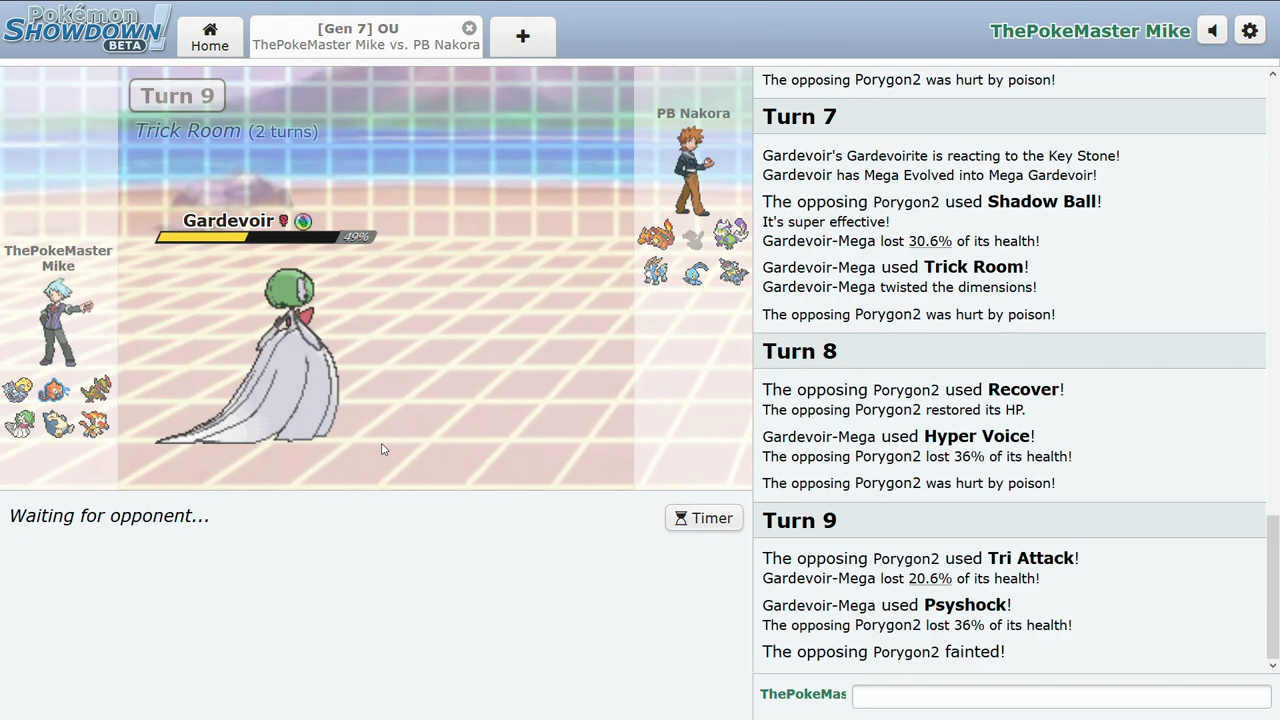 Pokémon
SHOWDOWN!
BETA
Home
[Gen 7] OU
ThePokeMaster Mike vs. PB Nakora
+
ThePokeMaster Mike
Turn 9
Trick Room (2 turns)
Gardevoir
49%
ThePokeMaster
Mike
PB Nakora
Waiting for opponent...
Timer
The opposing Porygon2 was hurt by poison!
Turn 7
Gardevoir's Gardevoirite is reacting to the Key Stone!
Gardevoir has Mega Evolved into Mega Gardevoir!
The opposing Porygon2 used Shadow Ball!
It's super effective!
Gardevoir-Mega lost 30.6% of its health!
Gardevoir-Mega used Trick Room!
Gardevoir-Mega twisted the dimensions!
The opposing Porygon2 was hurt by poison!
Turn 8
The opposing Porygon2 used Recover!
The opposing Porygon2 restored its HP.
Gardevoir-Mega used Hyper Voice!
The opposing Porygon2 lost 36% of its health!
The opposing Porygon2 was hurt by poison!
Turn 9
The opposing Porygon2 used Tri Attack!
Gardevoir-Mega lost 20.6% of its health!
Gardevoir-Mega used Psyshock!
The opposing Porygon2 lost 36% of its health!
The opposing Porygon2 fainted!
ThePokeMas